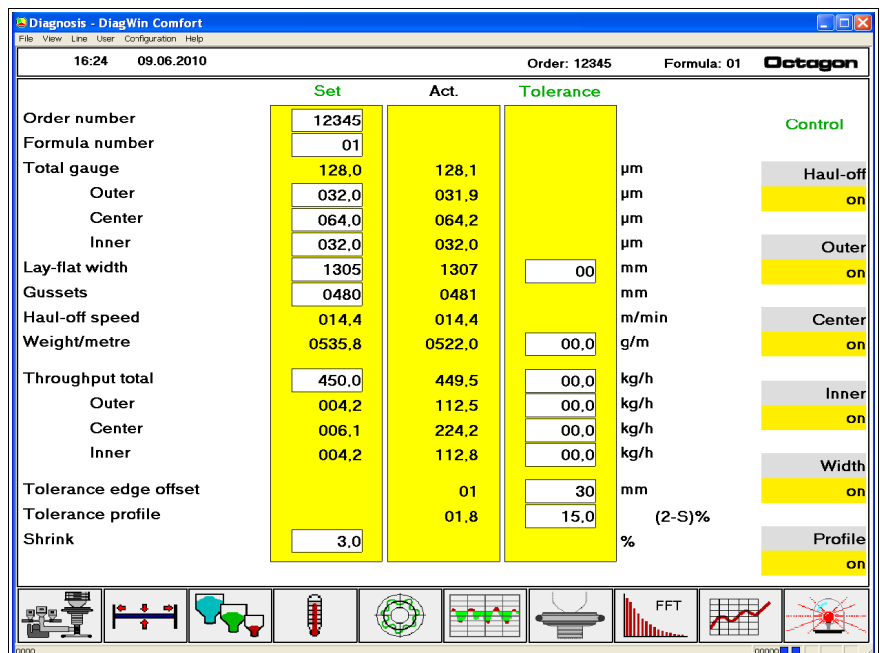 Diagnosis - DiagWin Comfort
File View Line User Configuration Help
16:24 09.06.2010 Order: 12345 Formula: 01 Octagon
Set Act. Tolerance
Control
Order number 12345
Formula number 01
Total gauge 128,0 128,1 µm
Outer 032,0 031,9 µm
Center 064,0 064,2 µm
Inner 032,0 032,0 µm
Lay-flat width 1305 1307 00 mm
Gussets 0480 0481 mm
Haul-off speed 014,4 014,4 m/min
Weight/metre 0535,8 0522,0 00,0 g/m
Throughput total 450,0 449,5 00,0 kg/h
Outer 004,2 112,5 00,0 kg/h
Center 006,1 224,2 00,0 kg/h
Inner 004,2 112,8 00,0 kg/h
Tolerance edge offset 01 30 mm
Tolerance profile 01,8 15,0 (2-S)%
Shrink 3,0 %
Haul-off
on
Outer
on
Center
on
Inner
on
Width
on
Profile
on
FFT
0000 00000